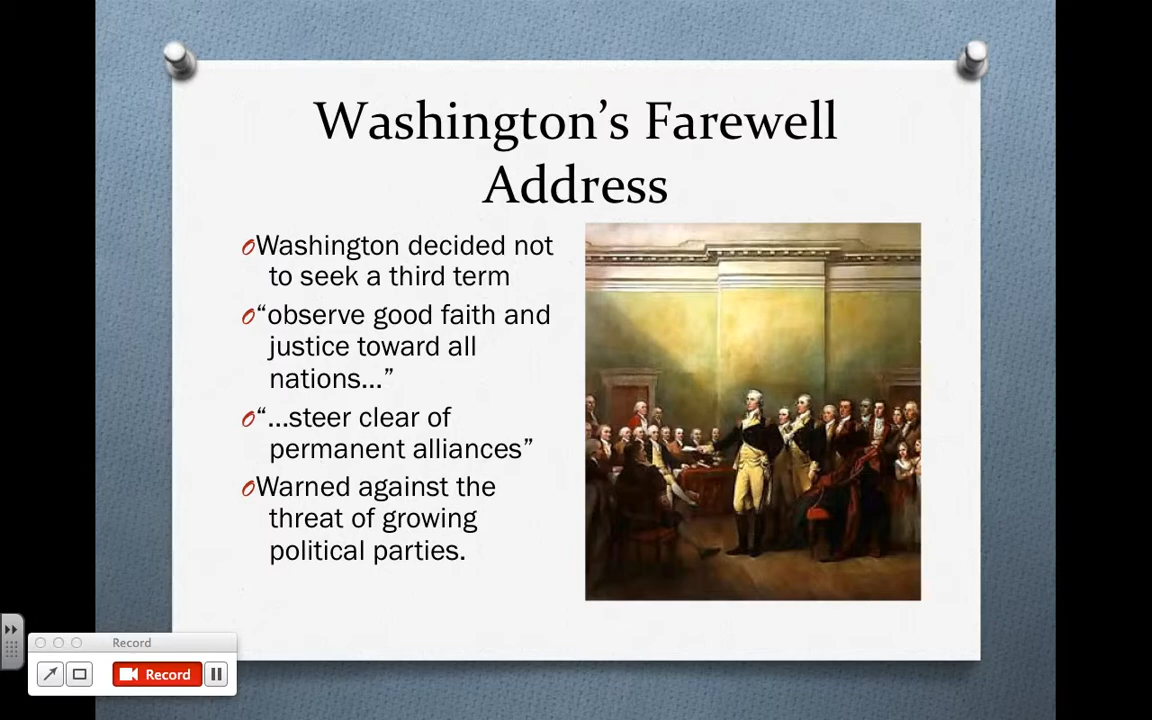 Washington’s Farewell
Address
Washington decided not
to seek a third term
“observe good faith and
justice toward all
nations…”
“…steer clear of
permanent alliances”
Warned against the
threat of growing
political parties.
Record
Record